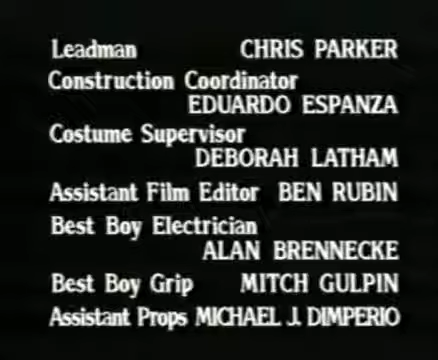 Leadman CHRIS PARKER
Construction Coordinator
EDUARDO ESPANZA
Costume Supervisor
DEBORAH LATHAM
Assistant Film Editor BEN RUBIN
Best Boy Electrician
ALAN BRENNECKE
Best Boy Grip MITCH GULPIN
Assistant Props MICHAEL J. DIMPERIO